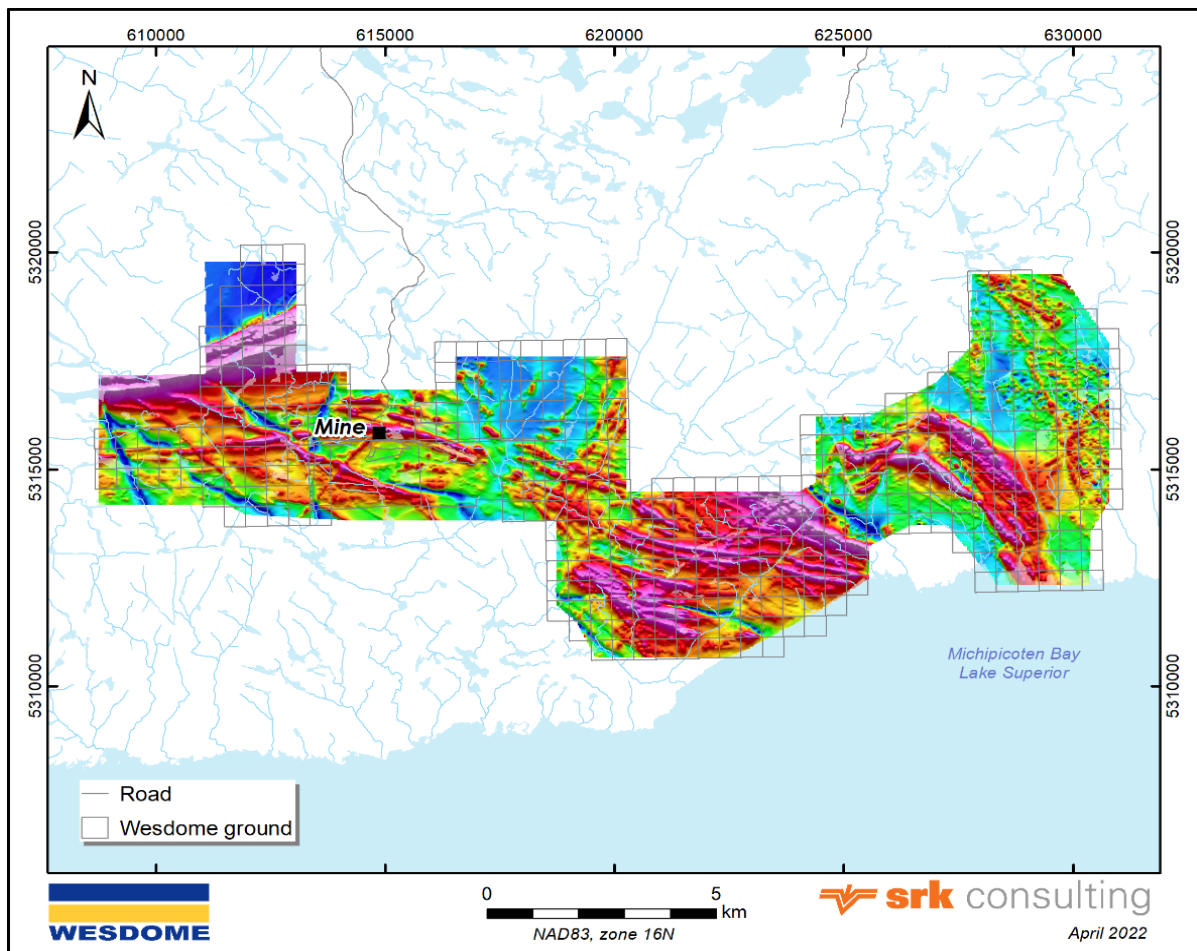 610000 615000 620000 625000 630000
N
5320000 5320000
Mine
5315000 5315000
Michipicoten Bay
Lake Superior
5310000 5310000
Road
Wesdome ground
WESDOME
0 5
km
NAD83, zone 16N
srk consulting
April 2022